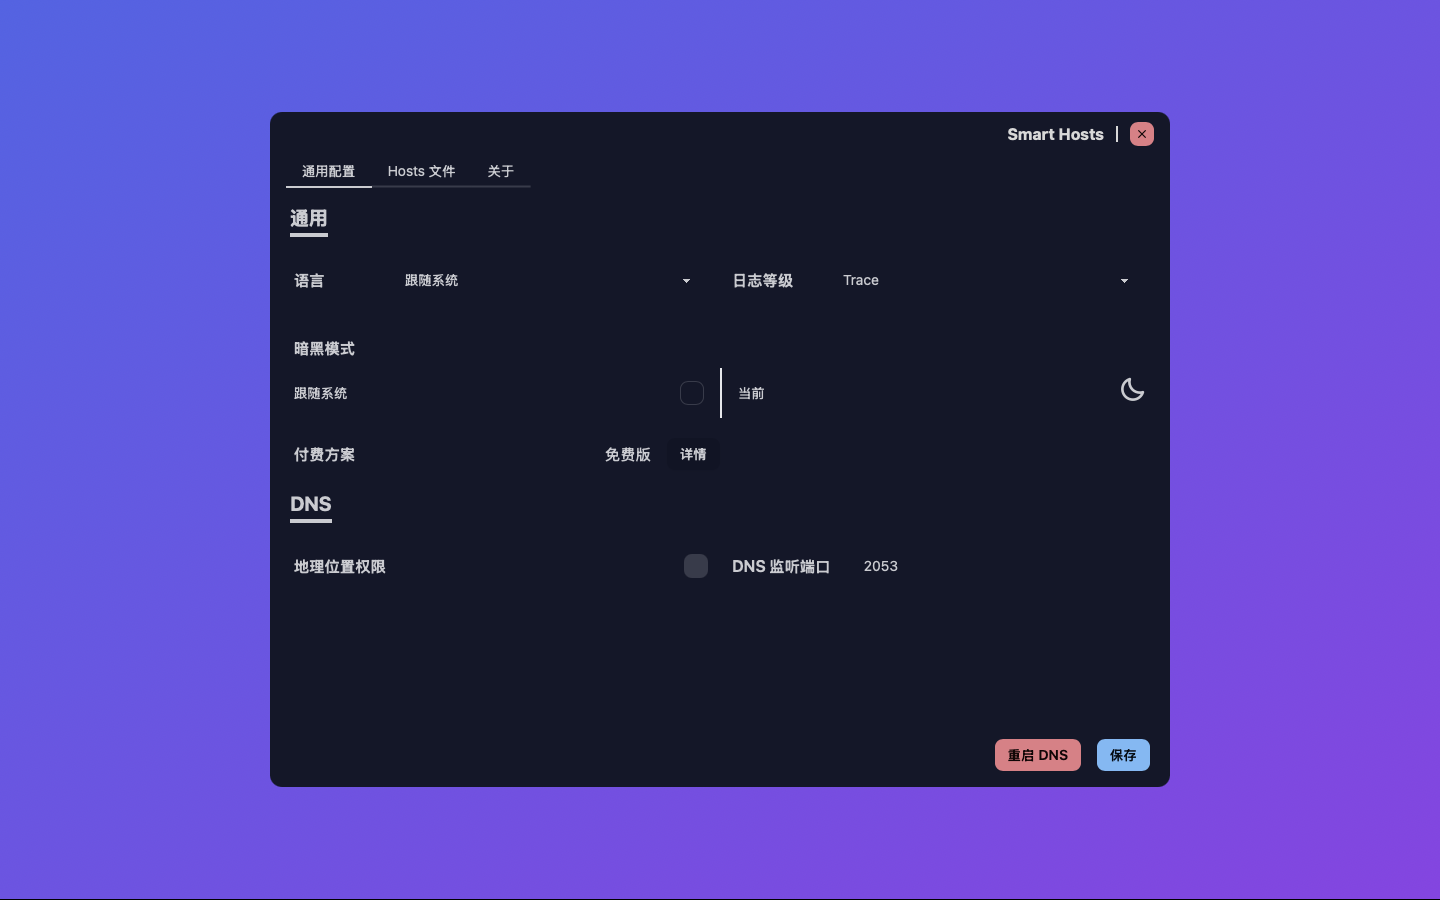 Smart Hosts
通用配置 Hosts 文件 关于
通用
语言 跟随系统 日志等级 Trace
暗黑模式
跟随系统 当前
付费方案 免费版 详情
DNS
地理位置权限 DNS 监听端口 2053
重启 DNS 保存